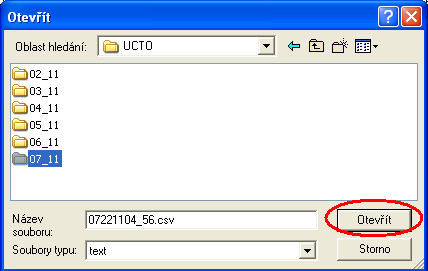 Otevřít
Oblast hledání: UCTO
02_11
03_11
04_11
05_11
06_11
07_11
Název souboru: 07221104_56.csv Otevřít
Soubory typu: text Storno